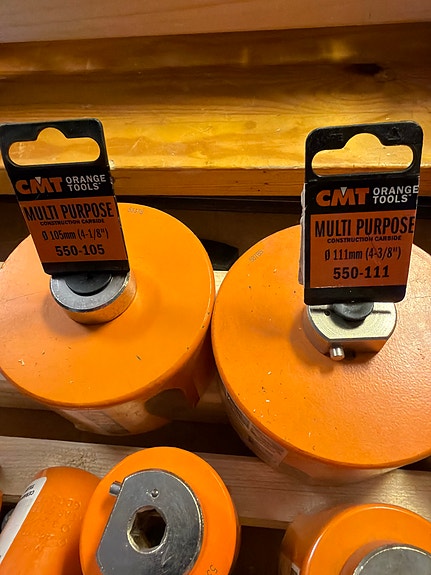 CMT ORANGE TOOLS
MULTI PURPOSE
CONSTRUCTION CARBIDE
Ø 105mm (4-1/8")
550-105
CMT ORANGE TOOLS
MULTI PURPOSE
CONSTRUCTION CARBIDE
Ø 111mm (4-3/8")
550-111